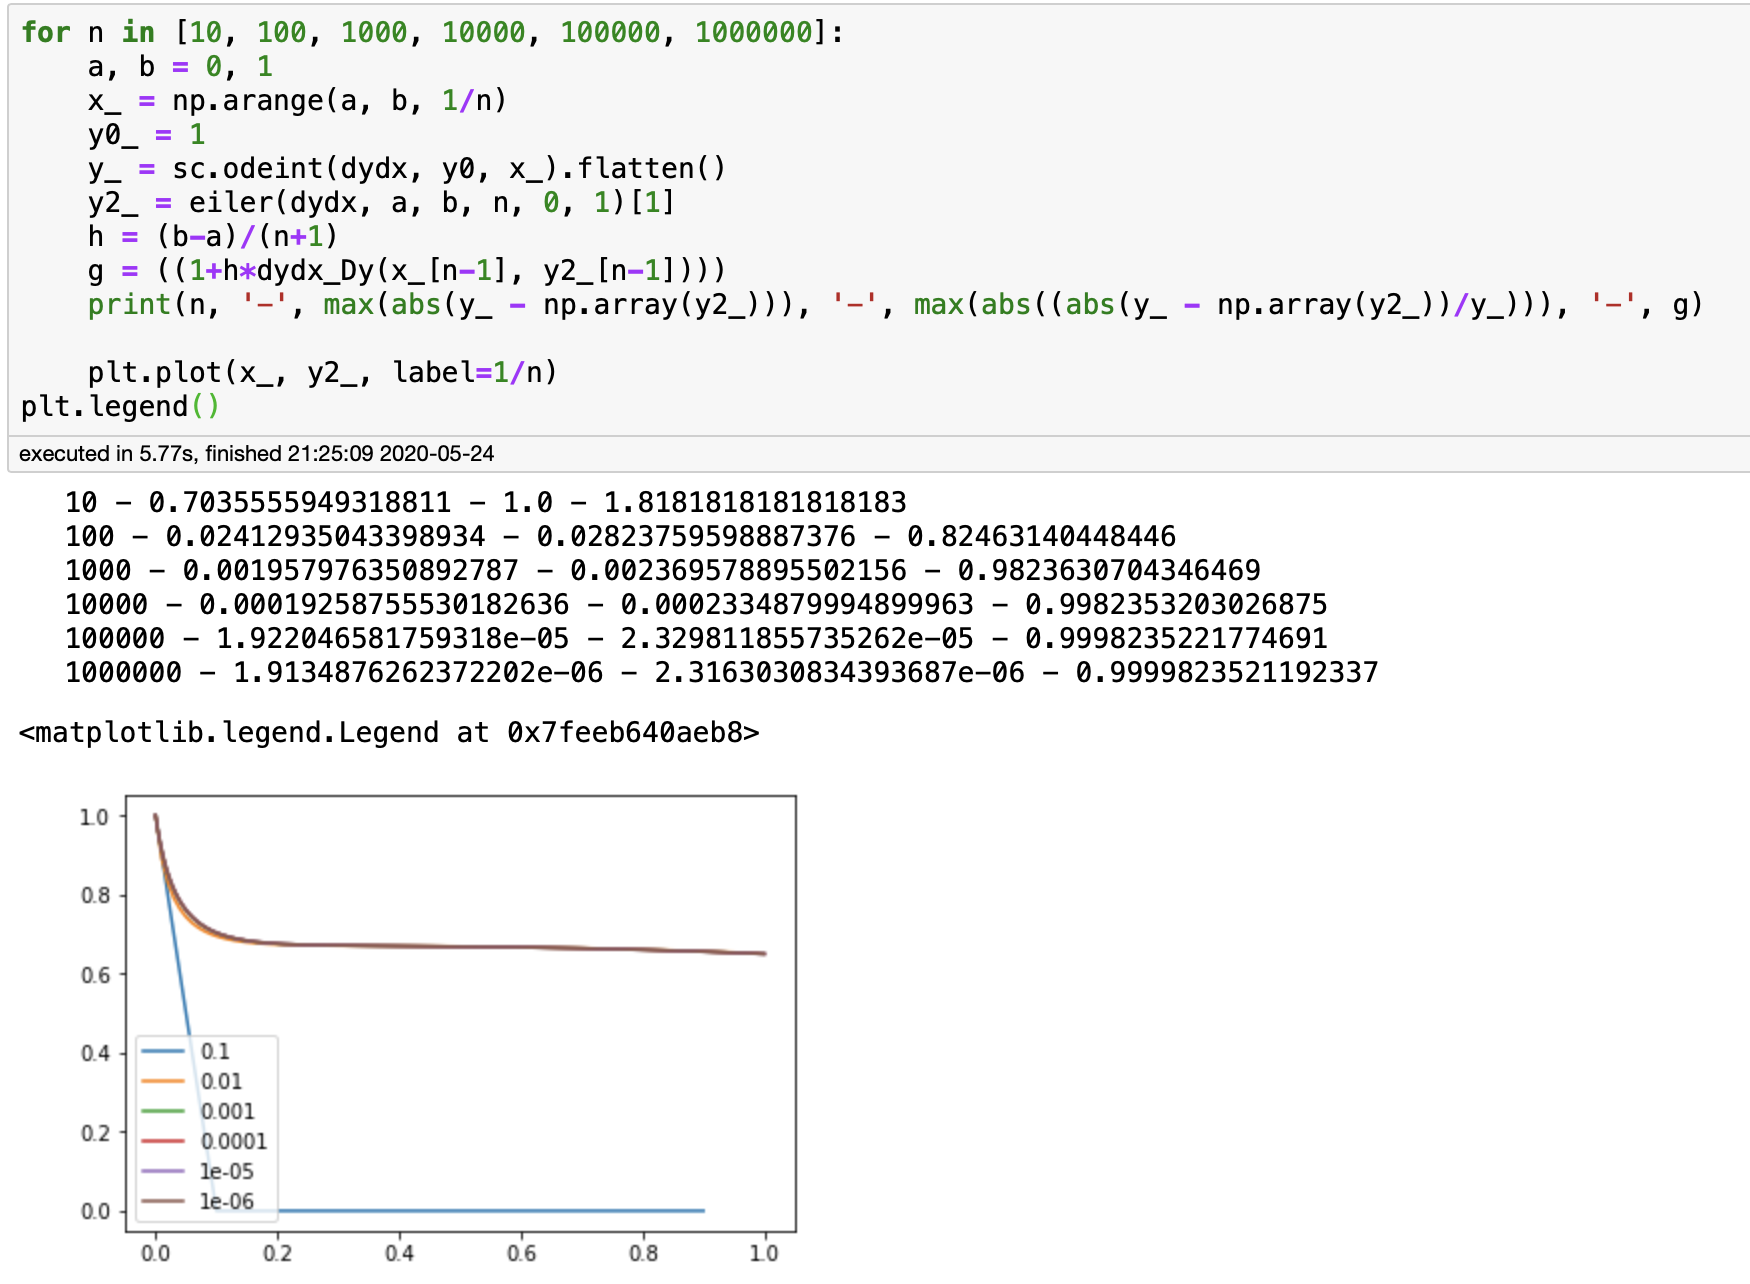 for n in [10, 100, 1000, 10000, 100000, 1000000]:
    a, b = 0, 1
    x_ = np.arange(a, b, 1/n)
    y0_ = 1
    y_ = sc.odeint(dydx, y0, x_).flatten()
    y2_ = eiler(dydx, a, b, n, 0, 1)[1]
    h = (b-a)/(n+1)
    g = ((1+h*dydx_Dy(x_[n-1], y2_[n-1])))
    print(n, '-', max(abs(y_ - np.array(y2_))), '-', max(abs((abs(y_ - np.array(y2_))/y_))), '-', g)
    plt.plot(x_, y2_, label=1/n)
plt.legend()
executed in 5.77s, finished 21:25:09 2020-05-24
10 - 0.7035555949318811 - 1.0 - 1.8181818181818183
100 - 0.02412935043398934 - 0.02823759598887376 - 0.82463140448446
1000 - 0.001957976350892787 - 0.002369578895502156 - 0.9823630704346469
10000 - 0.00019258755530182636 - 0.0002334879994899963 - 0.9982353203026875
100000 - 1.922046581759318e-05 - 2.329811855735262e-05 - 0.9998235221774691
1000000 - 1.9134876262372202e-06 - 2.3163030834393687e-06 - 0.9999823521192337
<matplotlib.legend.Legend at 0x7feeb640aeb8>
1.0
0.8
0.6
0.4
0.2
0.0
0.1
0.01
0.001
0.0001
1e-05
1e-06
0.0 0.2 0.4 0.6 0.8 1.0